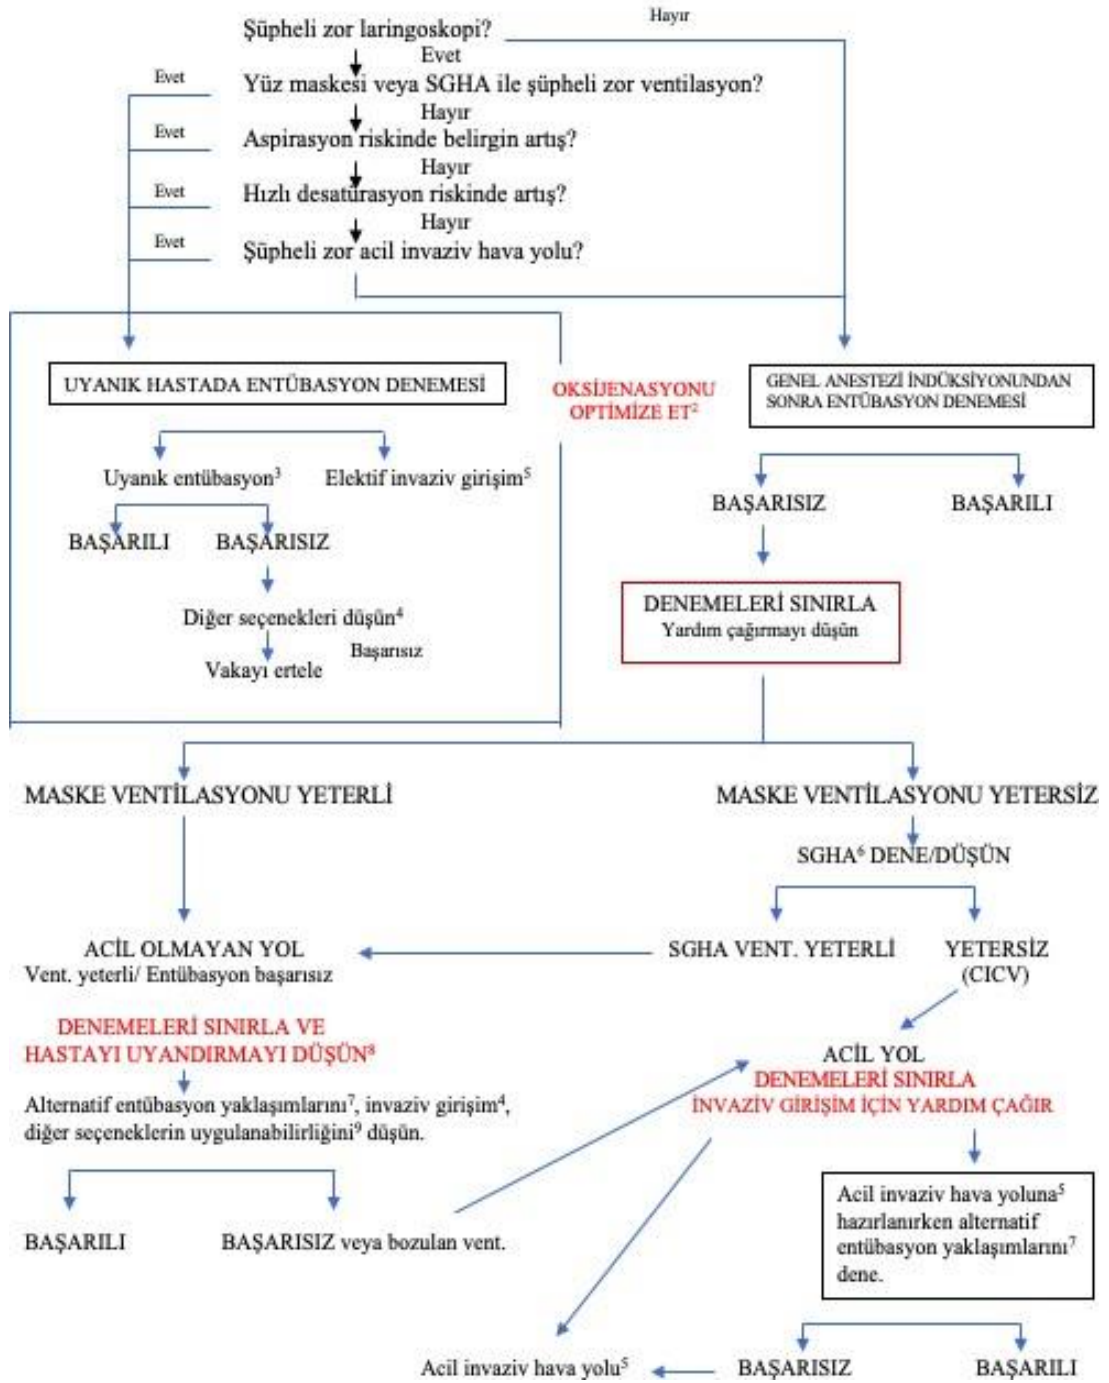 Şüpheli zor laringoskopi?
Hayır
Evet
Evet
Yüz maskesi veya SGHA ile şüpheli zor ventilasyon?
Hayır
Evet
Aspirasyon riskinde belirgin artış?
Hayır
Evet
Hızlı desatürasyon riskinde artış?
Hayır
Evet
Şüpheli zor acil invaziv hava yolu?
UYANIK HASTADA ENTÜBASYON DENEMESİ
OKSİJENASYONU
OPTİMİZE ET²
GENEL ANESTEZİ İNDÜKSİYONUNDAN
SONRA ENTÜBASYON DENEMESİ
Uyanık entübasyon³
Elektif invaziv girişim⁵
BAŞARILI
BAŞARISIZ
Diğer seçenekleri düşün⁴
Başarısız
Vakayı ertele
BAŞARISIZ
BAŞARILI
DENEMELERİ SINIRLA
Yardım çağırmayı düşün
MASKE VENTİLASYONU YETERLİ
MASKE VENTİLASYONU YETERSİZ
SGHA⁶ DENE/DÜŞÜN
ACİL OLMAYAN YOL
Vent. yeterli/ Entübasyon başarısız
SGHA VENT. YETERLİ
YETERSİZ
(CICV)
DENEMELERİ SINIRLA VE
HASTAYI UYANDIRMAYI DÜŞÜN⁸
Alternatif entübasyon yaklaşımlarını⁷, invaziv girişim⁴,
diğer seçeneklerin uygulanabilirliğini⁹ düşün.
BAŞARILI
BAŞARISIZ veya bozulan vent.
ACİL YOL
DENEMELERİ SINIRLA
İNVAZİV GİRİŞİM İÇİN YARDIM ÇAĞIR
Acil invaziv hava yoluna⁵
hazırlanırken alternatif
entübasyon yaklaşımlarını⁷
dene.
Acil invaziv hava yolu⁵
BAŞARISIZ
BAŞARILI